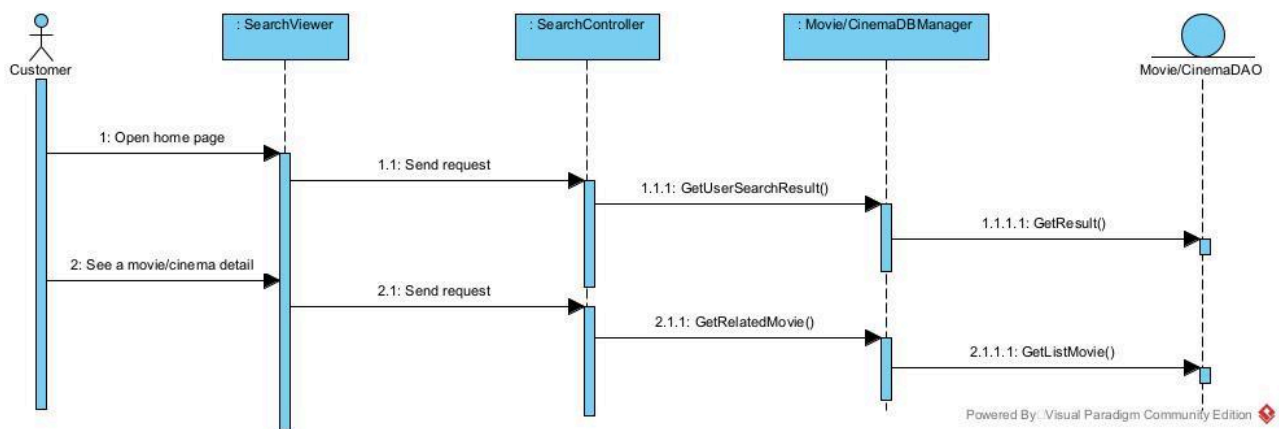 : SearchViewer
: SearchController
: Movie/CinemaDBManager
Customer
Movie/CinemaDAO
1: Open home page
1.1: Send request
1.1.1: GetUserSearchResult()
1.1.1.1: GetResult()
2: See a movie/cinema detail
2.1: Send request
2.1.1: GetRelatedMovie()
2.1.1.1: GetListMovie()
Powered By: Visual Paradigm Community Edition